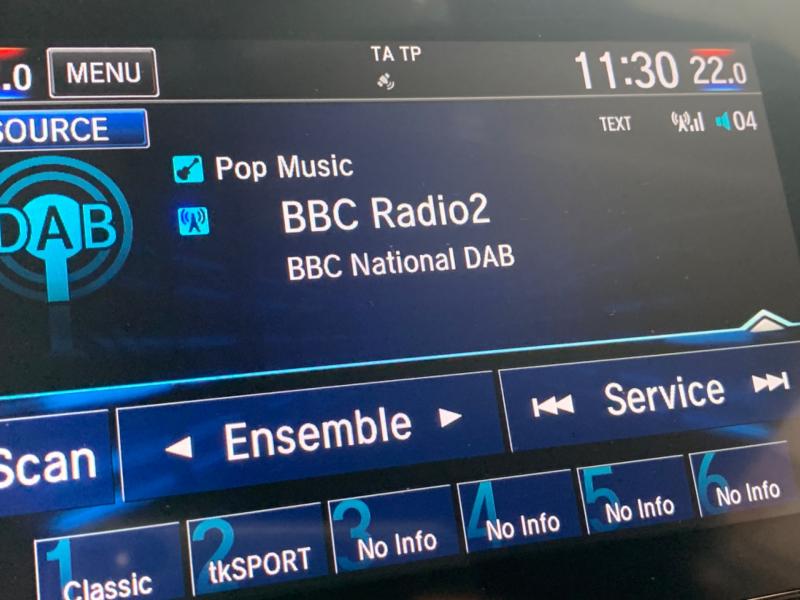 .0 MENU TA TP 11:30 22.0
SOURCE TEXT 04
DAB
Pop Music
BBC Radio2
BBC National DAB
Scan Ensemble Service
1 Classic 2 tkSPORT 3 No Info 4 No Info 5 No Info 6 No Info